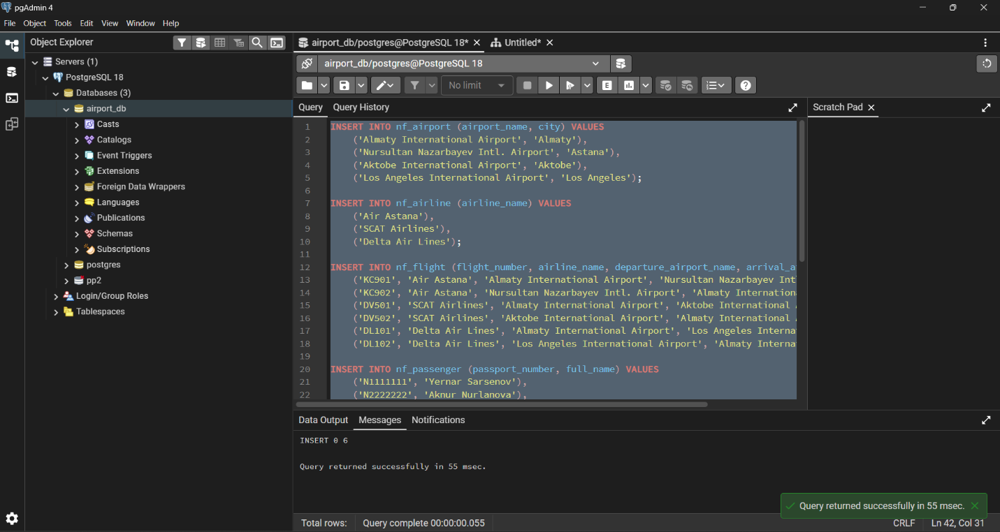 pgAdmin 4
File Object Tools Edit View Window Help
Object Explorer
Servers (1)
PostgreSQL 18
Databases (3)
airport_db
Casts
Catalogs
Event Triggers
Extensions
Foreign Data Wrappers
Languages
Publications
Schemas
Subscriptions
postgres
pp2
Login/Group Roles
Tablespaces
airport_db/postgres@PostgreSQL 18* Untitled*
airport_db/postgres@PostgreSQL 18
No limit E
Query Query History
Scratch Pad
1 INSERT INTO nf_airport (airport_name, city) VALUES
2 ('Almaty International Airport', 'Almaty'),
3 ('Nursultan Nazarbayev Intl. Airport', 'Astana'),
4 ('Aktobe International Airport', 'Aktobe'),
5 ('Los Angeles International Airport', 'Los Angeles');
6
7 INSERT INTO nf_airline (airline_name) VALUES
8 ('Air Astana'),
9 ('SCAT Airlines'),
10 ('Delta Air Lines');
11
12 INSERT INTO nf_flight (flight_number, airline_name, departure_airport_name, arrival_a
13 ('KC901', 'Air Astana', 'Almaty International Airport', 'Nursultan Nazarbayev Int
14 ('KC902', 'Air Astana', 'Nursultan Nazarbayev Intl. Airport', 'Almaty Internation
15 ('DV501', 'SCAT Airlines', 'Almaty International Airport', 'Aktobe International
16 ('DV502', 'SCAT Airlines', 'Aktobe International Airport', 'Almaty International
17 ('DL101', 'Delta Air Lines', 'Almaty International Airport', 'Los Angeles Interna
18 ('DL102', 'Delta Air Lines', 'Los Angeles International Airport', 'Almaty Interna
19
20 INSERT INTO nf_passenger (passport_number, full_name) VALUES
21 ('N1111111', 'Yernar Sarsenov'),
22 ('N2222222', 'Aknur Nurlanova'),
Data Output Messages Notifications
INSERT 0 6
Query returned successfully in 55 msec.
Query returned successfully in 55 msec.
Total rows: Query complete 00:00:00.055
CRLF Ln 42, Col 31